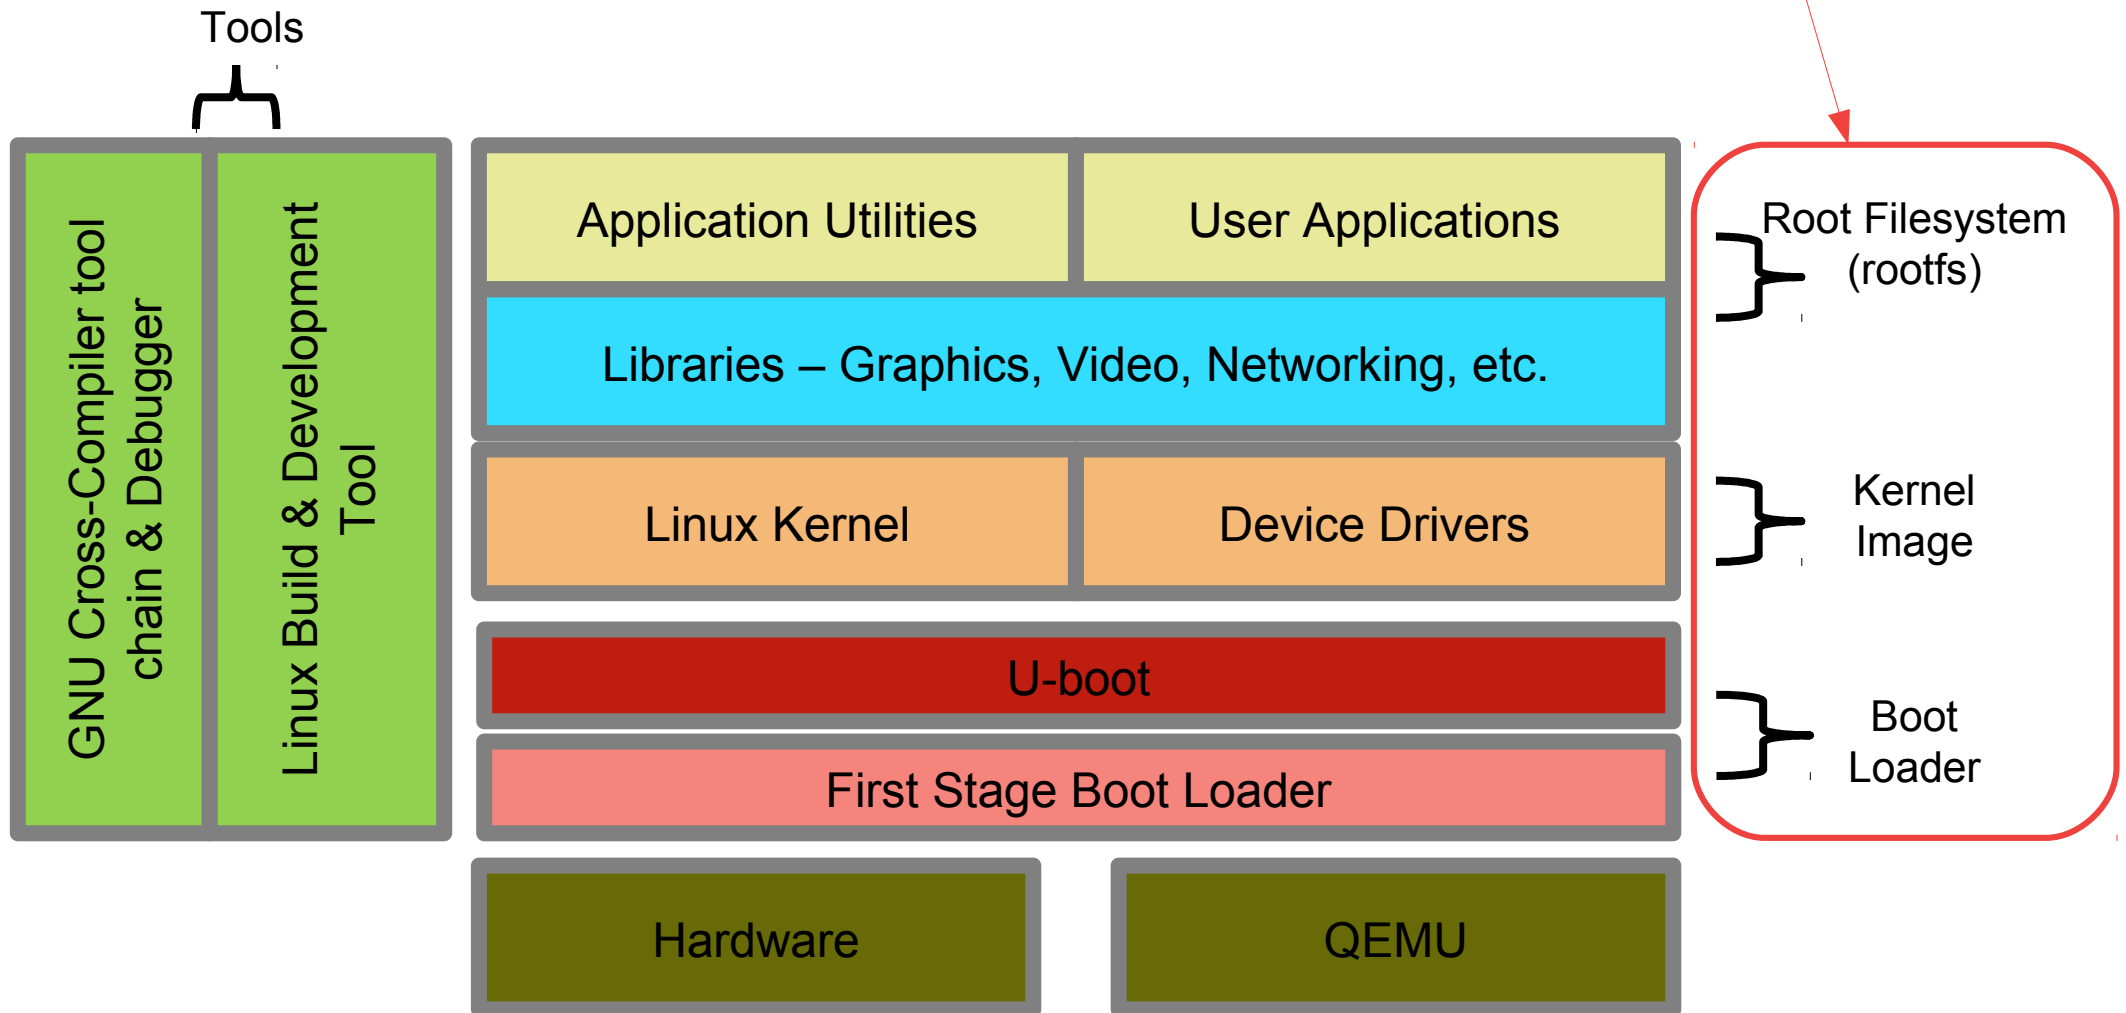 Tools
GNU Cross-Compiler tool
chain & Debugger
Linux Build & Development
Tool
Application Utilities
User Applications
Libraries – Graphics, Video, Networking, etc.
Linux Kernel
Device Drivers
U-boot
First Stage Boot Loader
Hardware
QEMU
Root Filesystem
(rootfs)
Kernel
Image
Boot
Loader